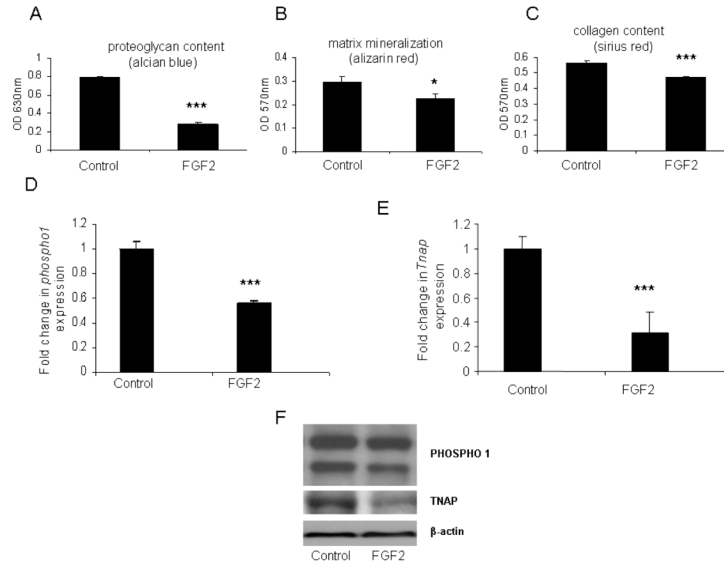 A
proteoglycan content
(alcian blue)
OD 630nm
1
0.8
0.6
0.4
0.2
0
***
Control
FGF2
B
matrix mineralization
(alizarin red)
OD 570nm
0.4
0.3
0.2
0.1
0
*
Control
FGF2
C
collagen content
(sirius red)
OD 570nm
0.6
0.5
0.4
0.3
0.2
0.1
0
***
Control
FGF2
D
Fold change in phospho1
expression
1.2
1
0.8
0.6
0.4
0.2
0
***
Control
FGF2
E
Fold change in Tnap
expression
1.2
1
0.8
0.6
0.4
0.2
0
***
Control
FGF2
F
PHOSPHO 1
TNAP
β-actin
Control
FGF2